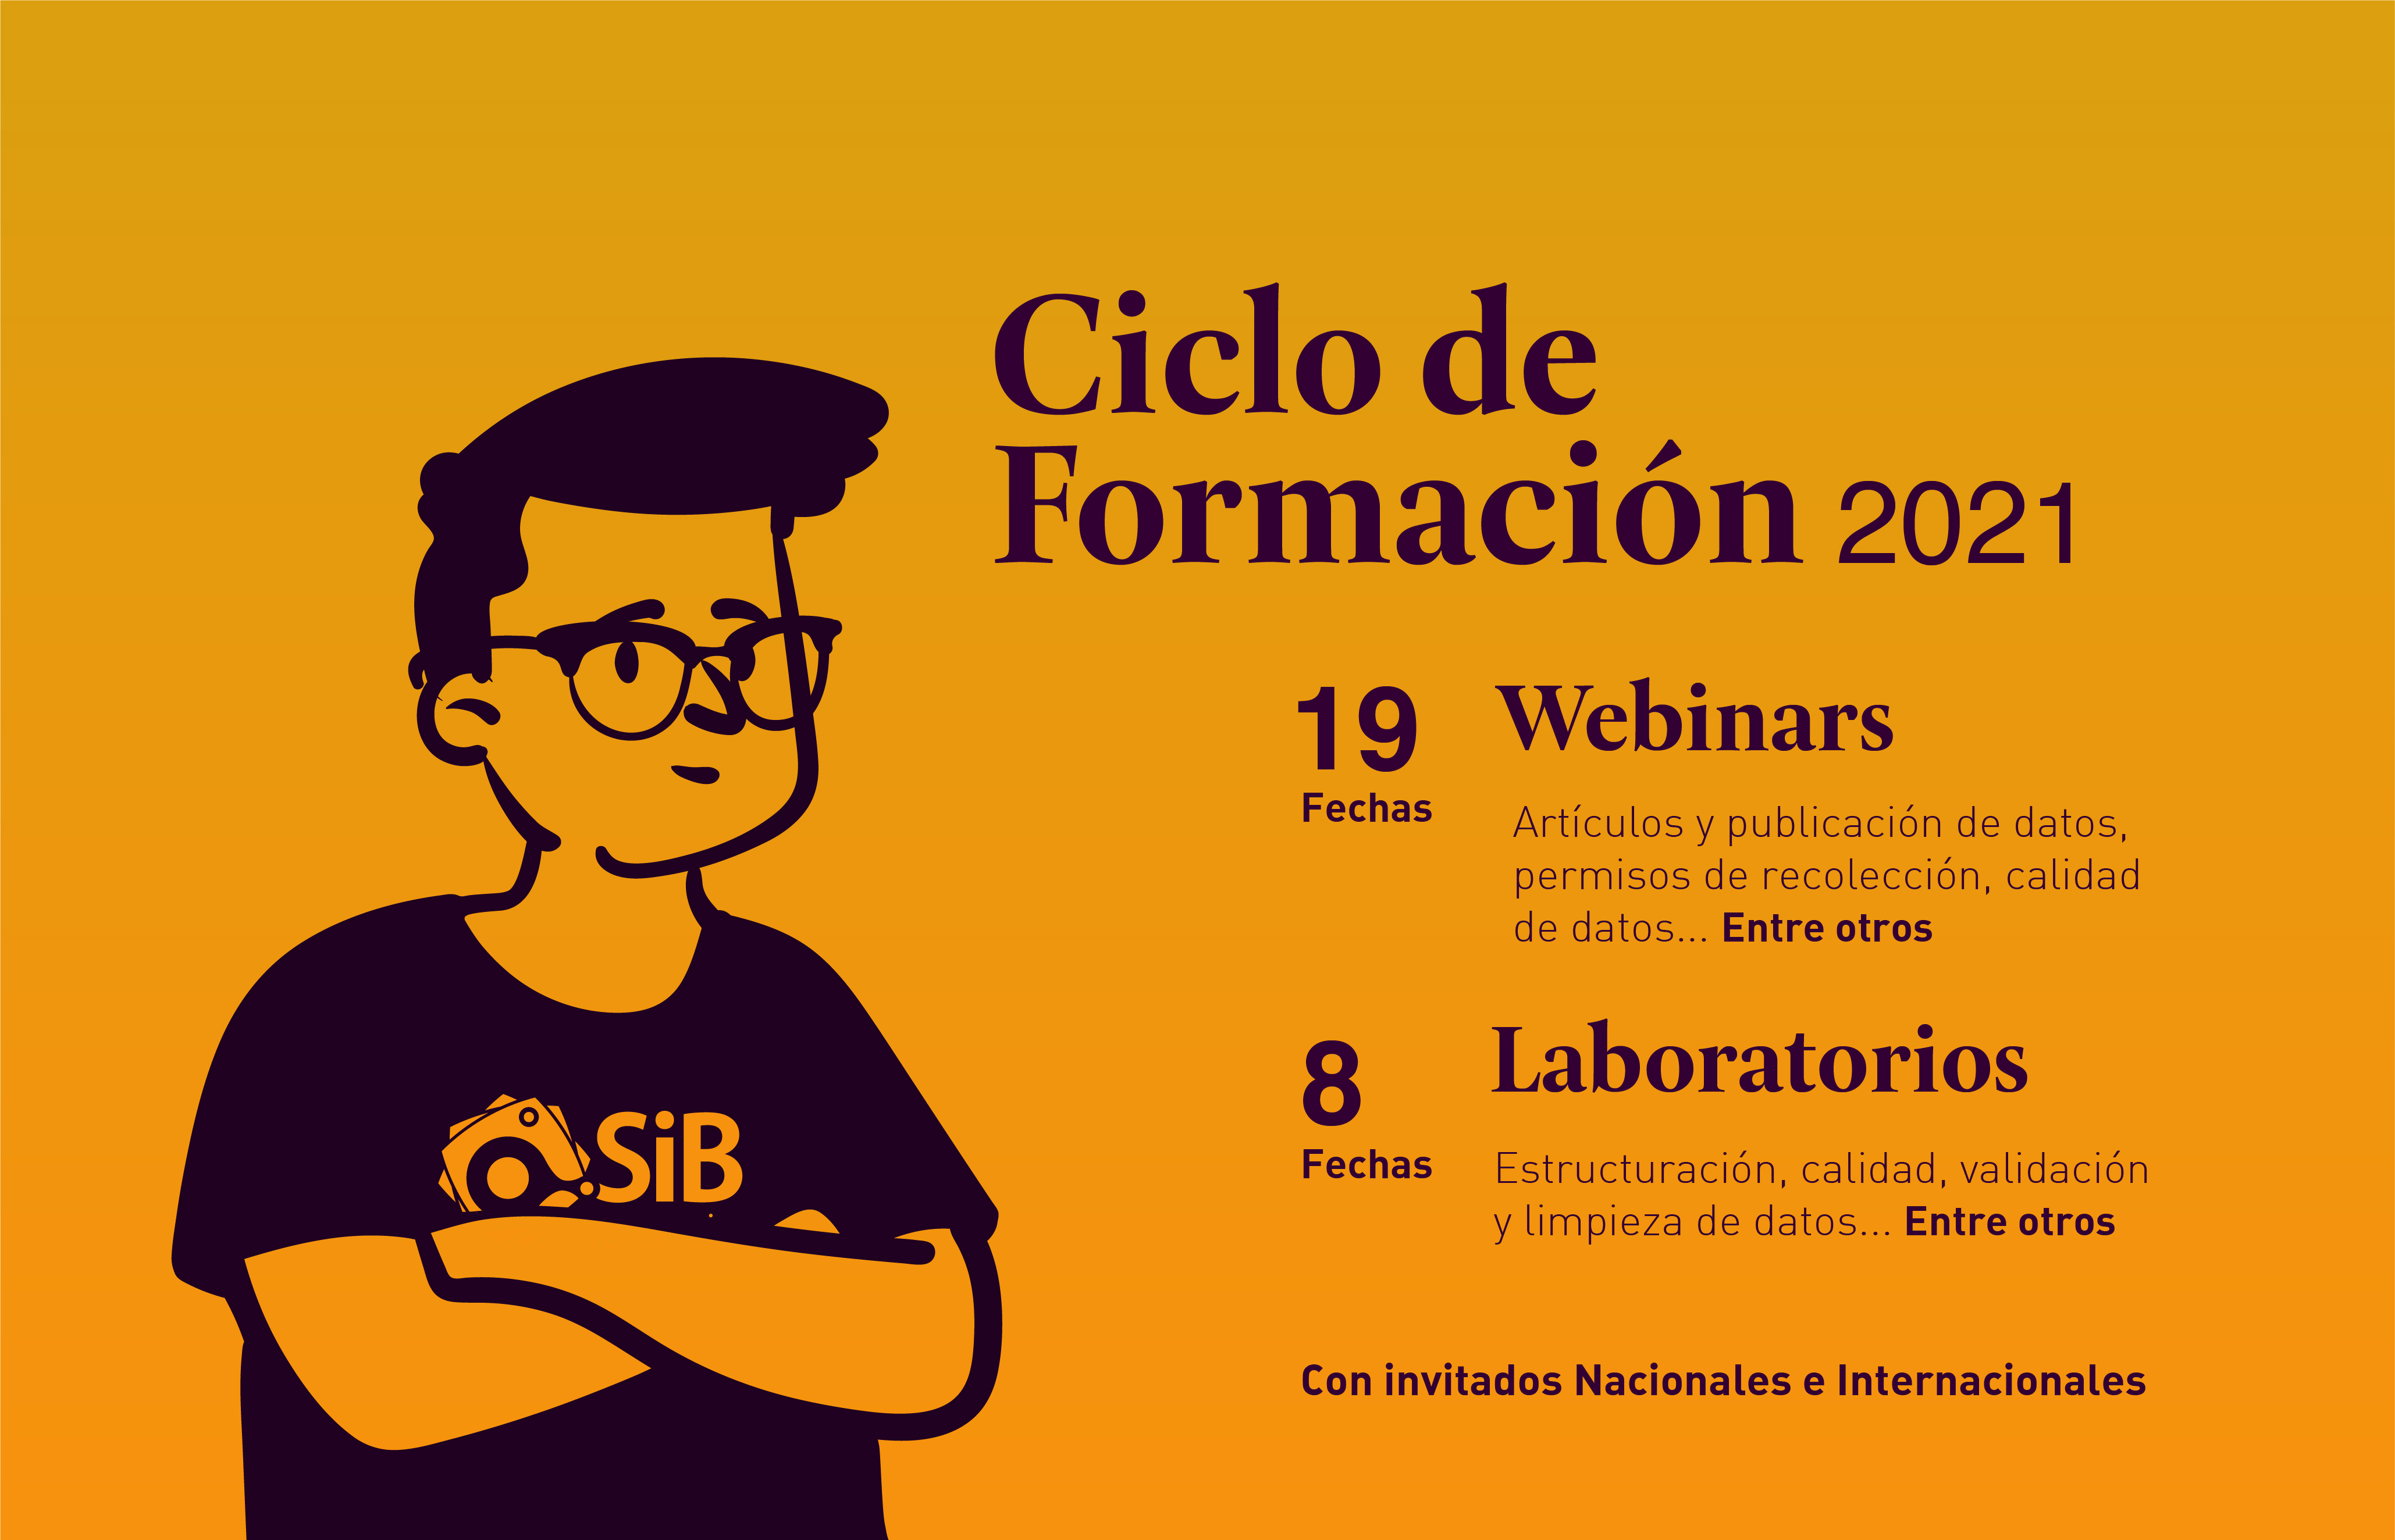 Ciclo de
Formación 2021
19
Fechas
Webinars
Artículos y publicación de datos,
permisos de recolección, calidad
de datos... Entre otros
8
Fechas
Laboratorios
Estructuración, calidad, validación
y limpieza de datos... Entre otros
SiB
Con invitados Nacionales e Internacionales